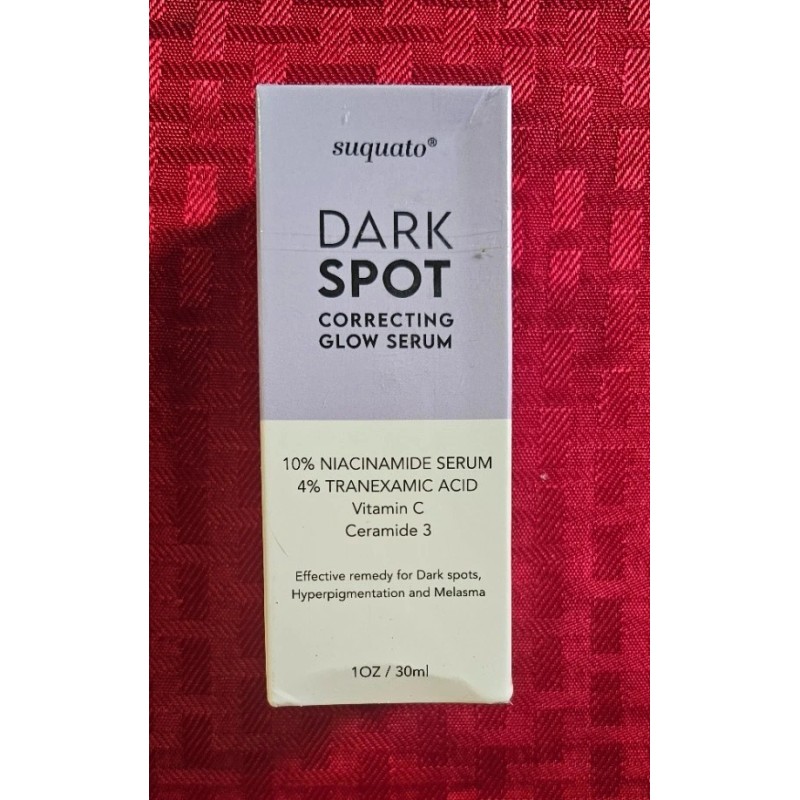 suquato®
DARK
SPOT
CORRECTING
GLOW SERUM
10% NIACINAMIDE SERUM
4% TRANEXAMIC ACID
Vitamin C
Ceramide 3
Effective remedy for Dark spots,
Hyperpigmentation and Melasma
1OZ / 30ml